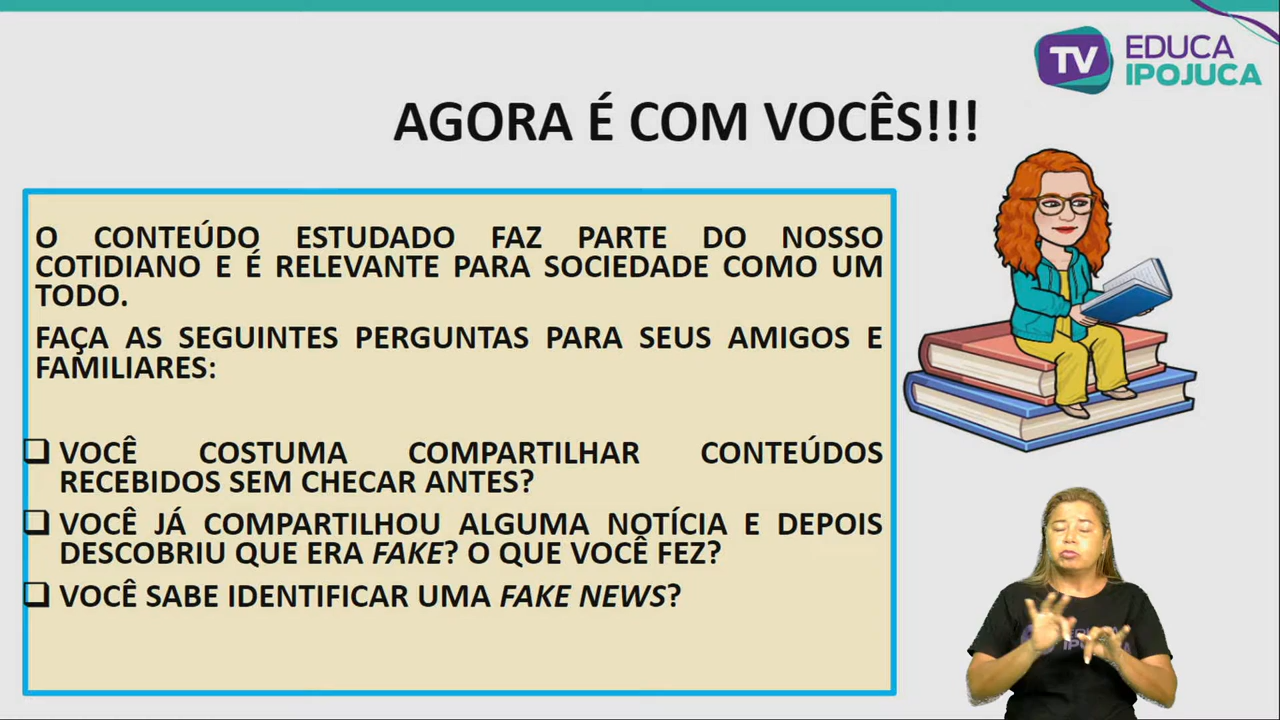 TV EDUCA
IPOJUCA
AGORA É COM VOCÊS!!!
O CONTEÚDO ESTUDADO FAZ PARTE DO NOSSO
COTIDIANO E É RELEVANTE PARA SOCIEDADE COMO UM
TODO.
FAÇA AS SEGUINTES PERGUNTAS PARA SEUS AMIGOS E
FAMILIARES:
VOCÊ COSTUMA COMPARTILHAR CONTEÚDOS
RECEBIDOS SEM CHECAR ANTES?
VOCÊ JÁ COMPARTILHOU ALGUMA NOTÍCIA E DEPOIS
DESCOBRIU QUE ERA FAKE? O QUE VOCÊ FEZ?
VOCÊ SABE IDENTIFICAR UMA FAKE NEWS?